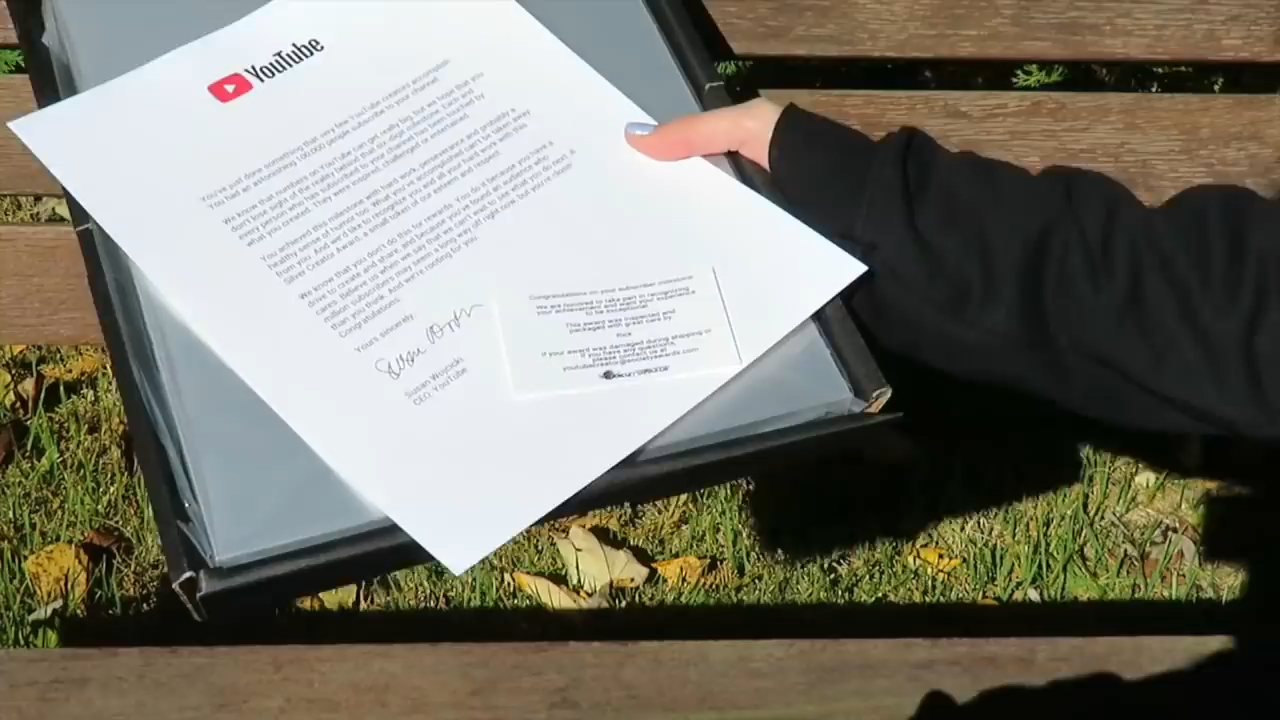 YouTube
You've just done something that very few YouTube creators accomplish.
You had an astonishing 100,000 people subscribe to your channel.
We know that numbers on YouTube can get really big, but we hope that you
don't lose sight of the reality behind that six-digit milestone. Each and
every person who has subscribed to your channel has been touched by
what you created. They were inspired, challenged or entertained.
You achieved this milestone with hard work, perseverance and probably a
healthy sense of humor too. What you've accomplished can't be taken away
from you. And we'd like to recognize you and all your hard work with this
Silver Creator Award, a small token of our esteem and respect.
We know that you don't do this for rewards. You do it because you have a
drive to create and share, and because you've found an audience who
cares. Believe us when we say that we can't wait to see what you do next. A
million subscribers may seem a long way off right now, but you're closer
than you think. And we're rooting for you.
Congratulations.
Yours sincerely,
Susan Wojcicki
CEO, YouTube
Congratulations on your subscriber milestone!
We are honored to take part in recognizing
your achievement and want your experience
to be exceptional!
This award was inspected and
packaged with great care by
Rick
If your award was damaged during shipping or
if you have any questions,
please contact us at
youtubecreator@societyawards.com